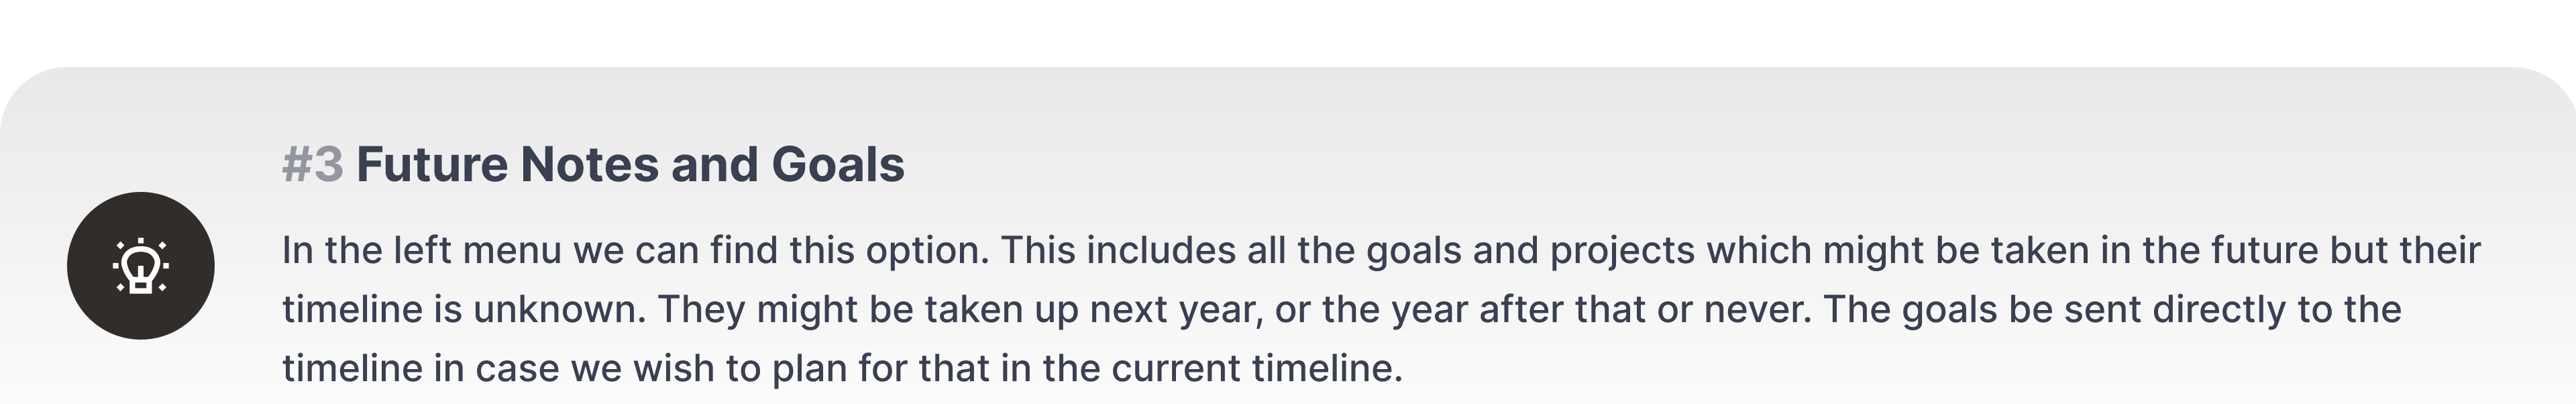 #3 Future Notes and Goals
In the left menu we can find this option. This includes all the goals and projects which might be taken in the future but their
timeline is unknown. They might be taken up next year, or the year after that or never. The goals be sent directly to the
timeline in case we wish to plan for that in the current timeline.